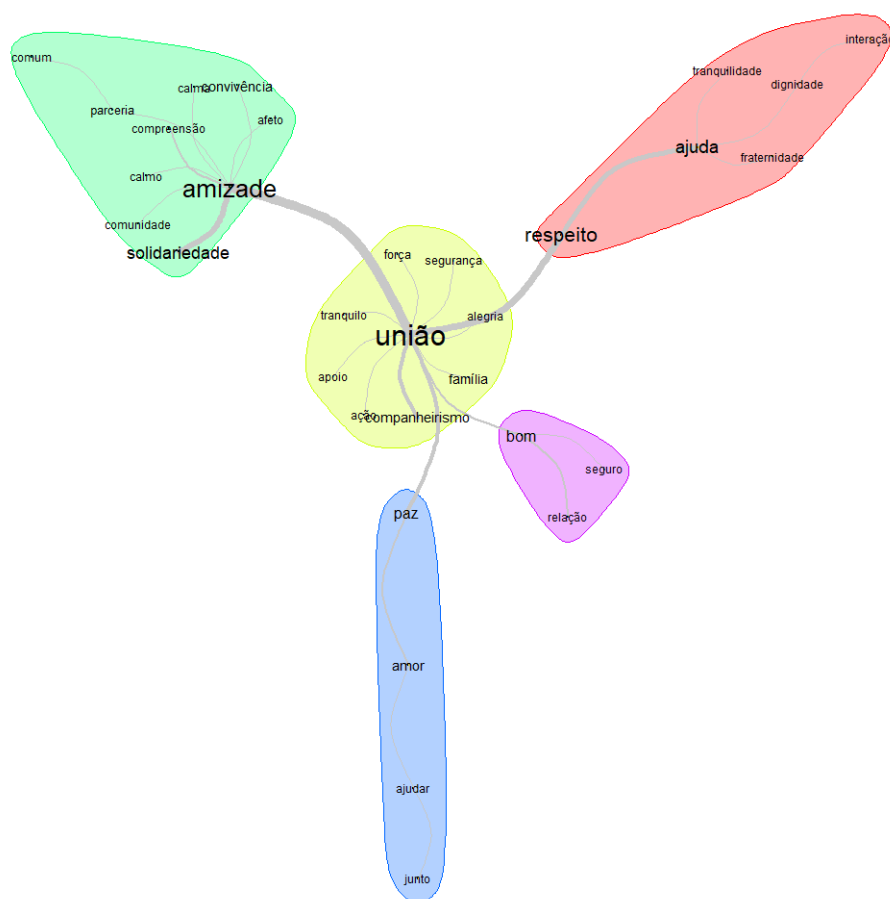 comum
calma
convivência
parceria
compreensão
afeto
calmo
amizade
comunidade
solidariedade
interação
tranquilidade
dignidade
ajuda
fraternidade
respeito
força
segurança
tranquilo
alegria
união
apoio
família
ação
companheirismo
bom
seguro
relação
paz
amor
ajudar
junto